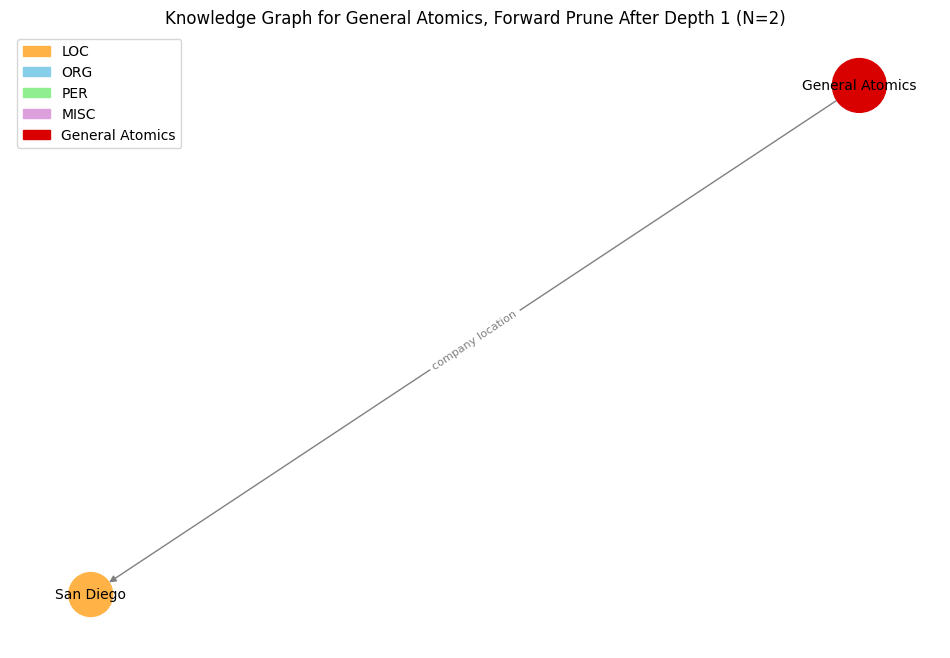 Knowledge Graph for General Atomics, Forward Prune After Depth 1 (N=2)
LOC
ORG
PER
MISC
General Atomics
General Atomics
company location
San Diego